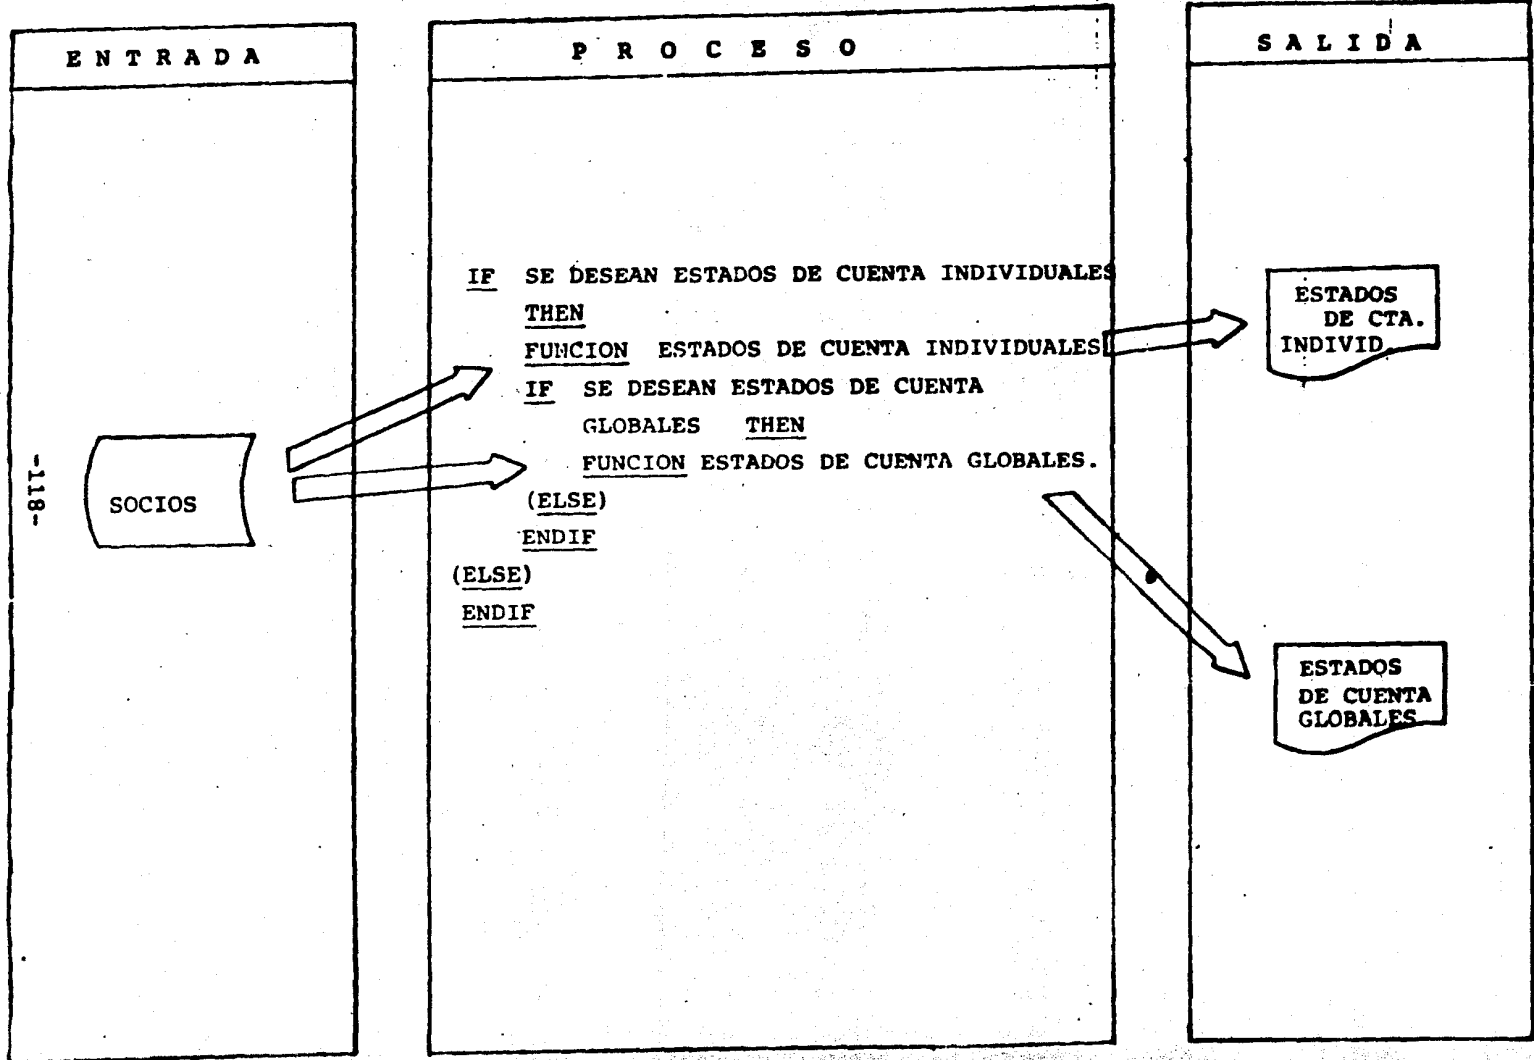 E N T R A D A
P R O C E S O
S A L I D A
-118-
SOCIOS
IF SE DESEAN ESTADOS DE CUENTA INDIVIDUALES
THEN
FUNCION ESTADOS DE CUENTA INDIVIDUALES
IF SE DESEAN ESTADOS DE CUENTA
GLOBALES THEN
FUNCION ESTADOS DE CUENTA GLOBALES.
(ELSE)
ENDIF
(ELSE)
ENDIF
ESTADOS
DE CTA.
INDIVID.
ESTADOS
DE CUENTA
GLOBALES